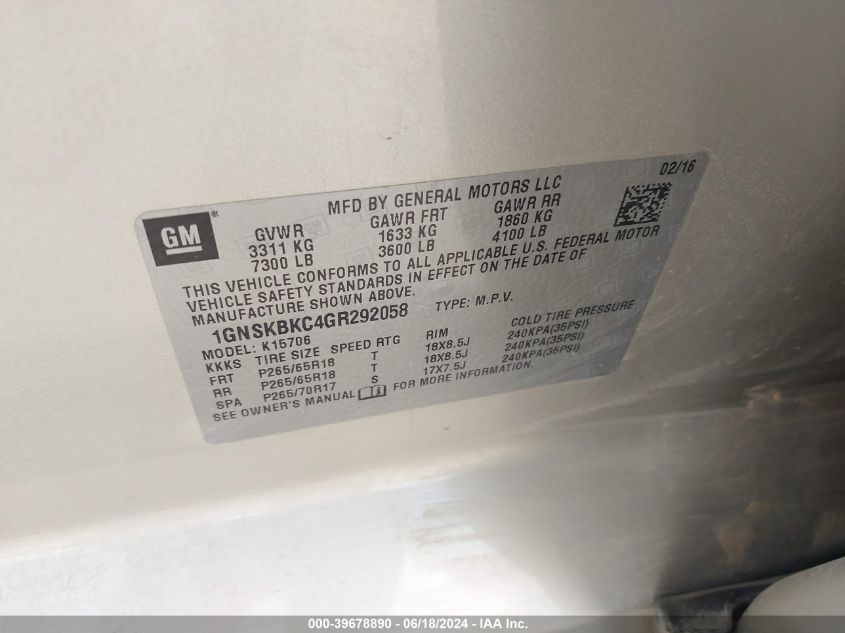 02/16
MFD BY GENERAL MOTORS LLC
GM®
GVWR GAWR FRT GAWR RR
3311 KG 1633 KG 1860 KG
7300 LB 3600 LB 4100 LB
THIS VEHICLE CONFORMS TO ALL APPLICABLE U.S. FEDERAL MOTOR
VEHICLE SAFETY STANDARDS IN EFFECT ON THE DATE OF
MANUFACTURE SHOWN ABOVE.
1GNSKBKC4GR292058 TYPE: M.P.V.
MODEL: K15706
KKKS TIRE SIZE SPEED RTG RIM COLD TIRE PRESSURE
FRT P265/65R18 T 18X8.5J 240KPA(35PSI)
RR P265/65R18 T 18X8.5J 240KPA(35PSI)
SPA P265/70R17 S 17X7.5J 240KPA(35PSI)
SEE OWNER'S MANUAL FOR MORE INFORMATION.
000-39678890 - 06/18/2024 - IAA Inc.